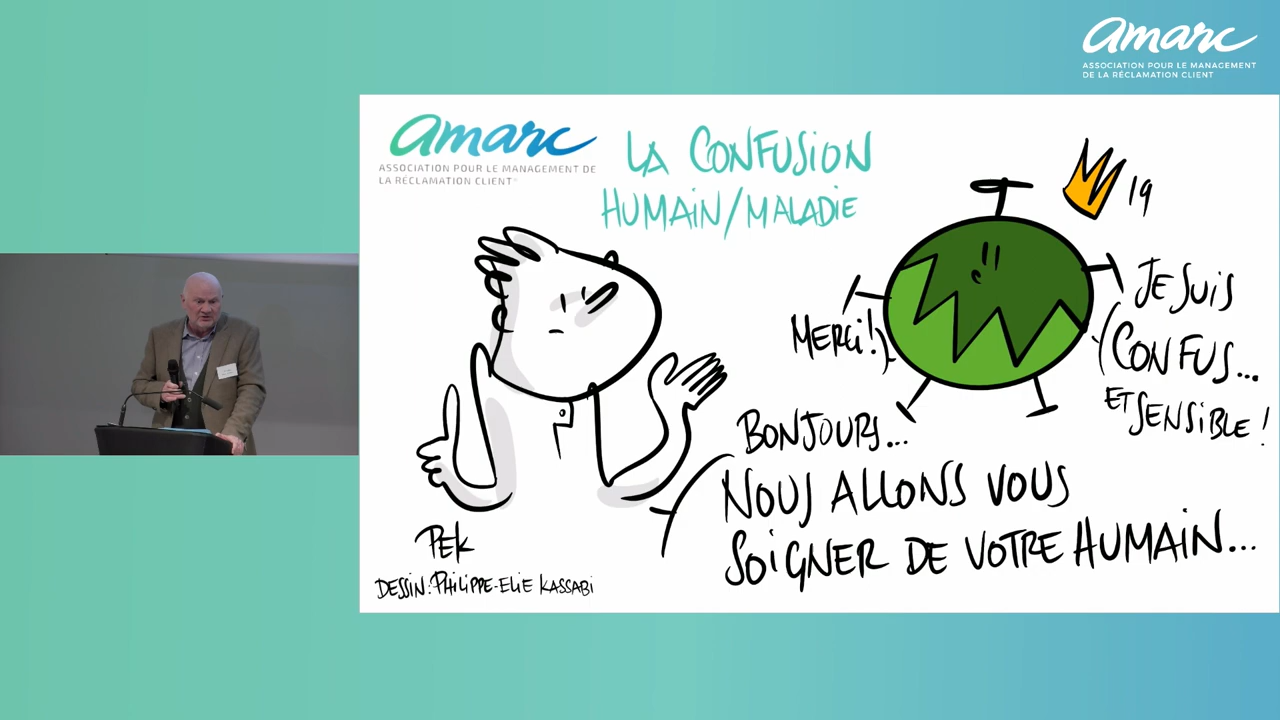 amarc
ASSOCIATION POUR LE MANAGEMENT
DE LA RÉCLAMATION CLIENT
amarc
ASSOCIATION POUR LE MANAGEMENT DE
LA RÉCLAMATION CLIENT®
LA CONFUSION
HUMAIN/MALADIE
19
JE SUIS
CONFUS...
ET SENSIBLE!
MERCI!
BONJOURS...
NOUS ALLONS VOUS
SOIGNER DE VOTRE HUMAIN...
PEK
DESSIN: PHILIPPE-ELIE KASSABI